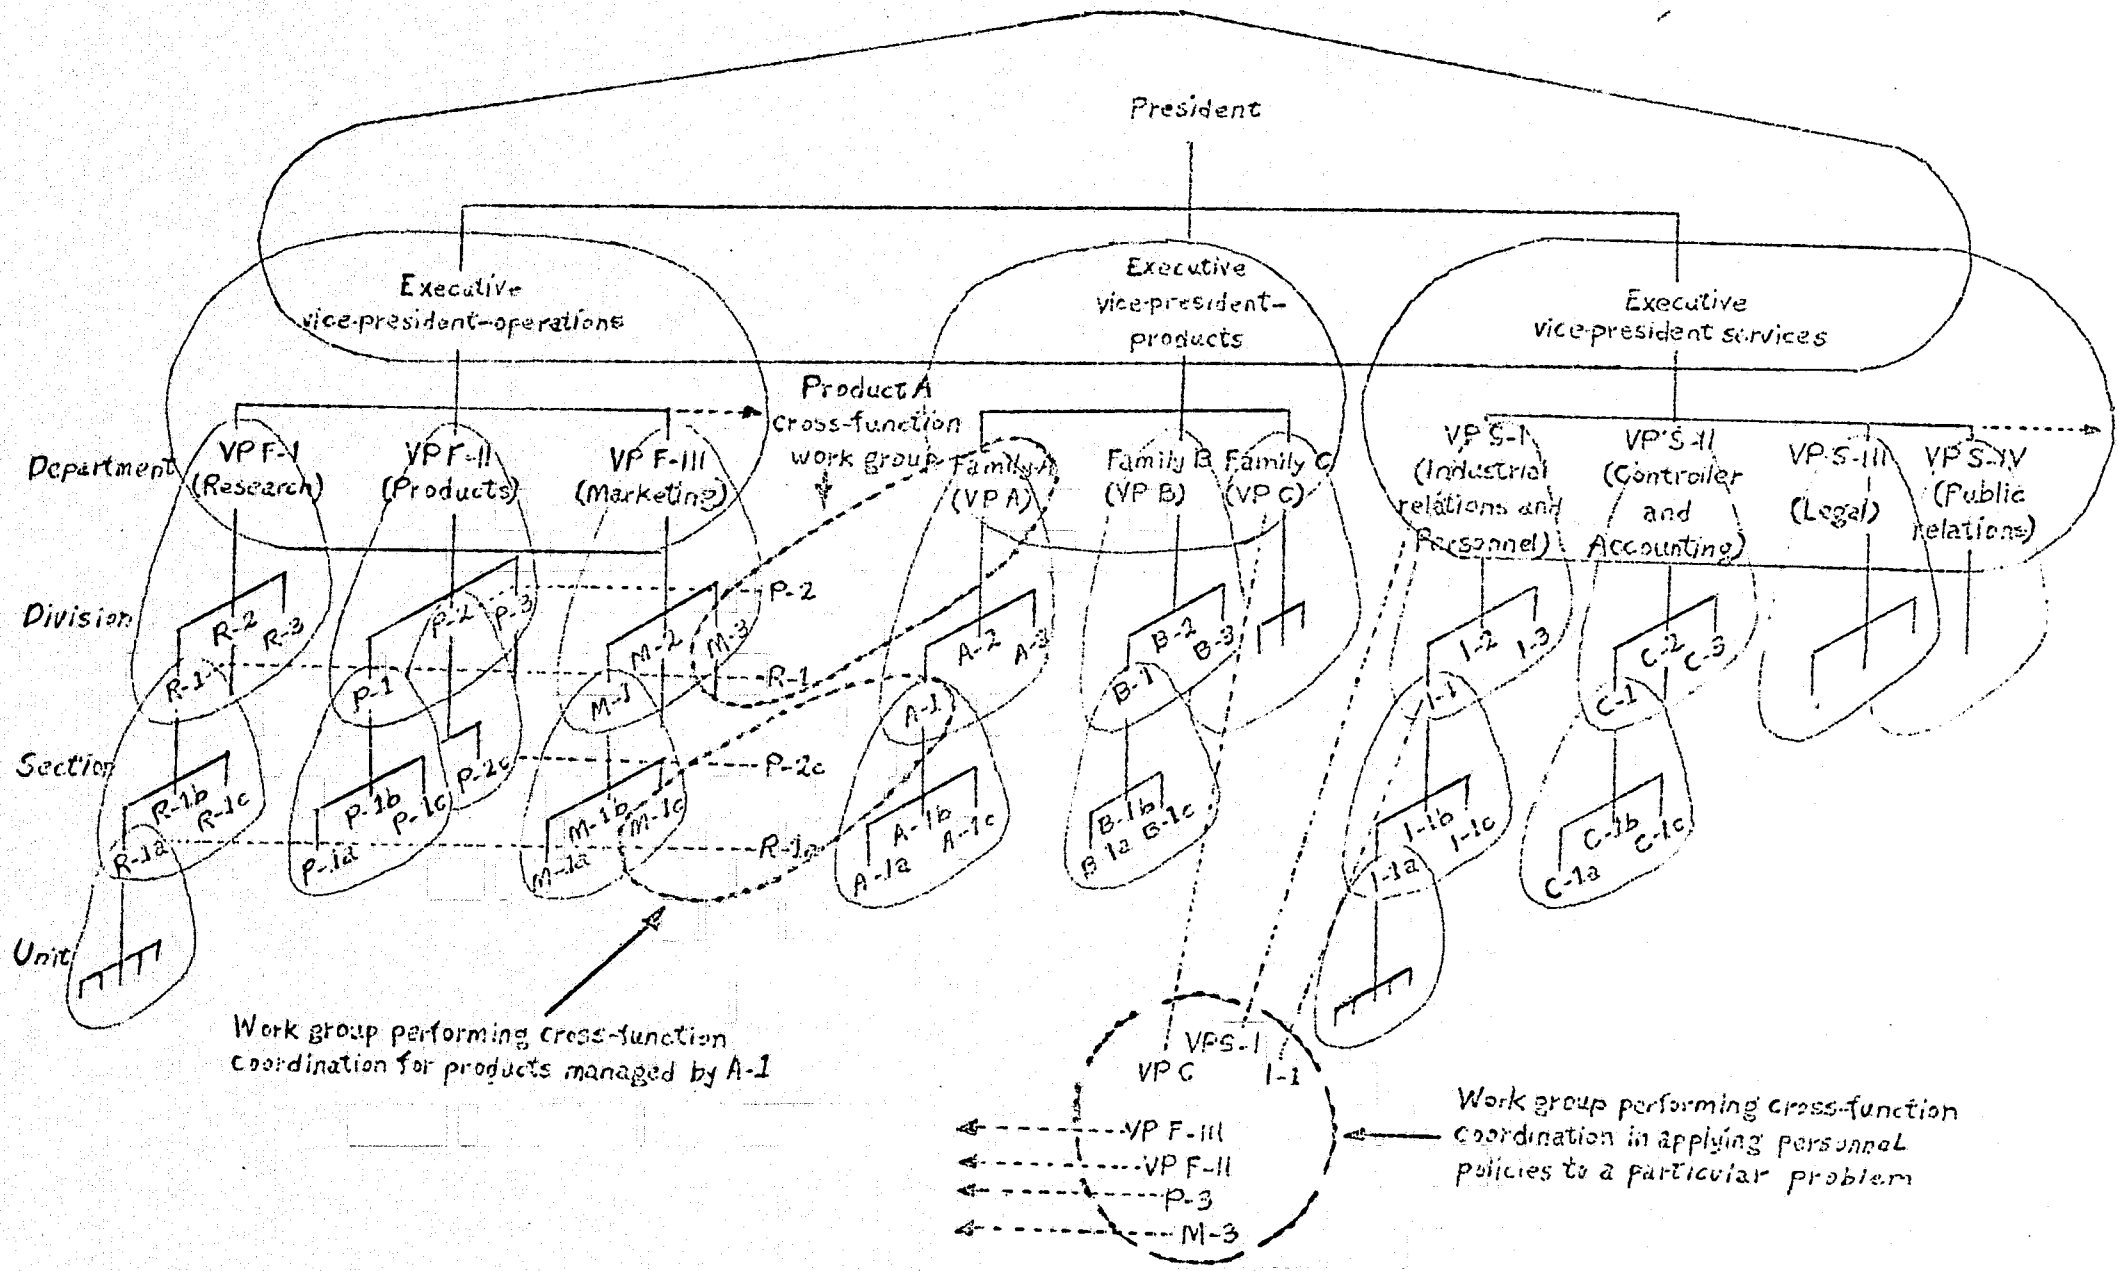 President
Executive
vice-president-operations
Executive
vice-president-
products
Executive
vice-president services
Product A
cross-function
work group
Department
VP F-I
(Research)
VP F-II
(Products)
VP F-III
(Marketing)
Family A
(VP A)
Family B
(VP B)
Family C
(VP C)
VP S-I
(Industrial
relations and
Personnel)
VP S-II
(Controller
and
Accounting)
VP S-III
(Legal)
VP S-IV
(Public
relations)
Division
R-1
R-2
R-3
P-1
P-2
P-3
M-1
M-2
M-3
P-2
R-1
A-1
A-2
A-3
B-1
B-2
B-3
I-1
I-2
I-3
C-1
C-2
C-3
Section
R-1a
R-1b
R-1c
P-1a
P-1b
P-1c
P-2c
M-1a
M-1b
M-1c
P-2c
R-1a
A-1a
A-1b
A-1c
B-1a
B-1b
B-1c
I-1a
I-1b
I-1c
C-1a
C-1b
C-1c
Unit
Work group performing cross-function
coordination for products managed by A-1
VPS-I
VP C
I-1
VP F-III
VP F-II
P-3
M-3
Work group performing cross-function
coordination in applying personnel
policies to a particular problem